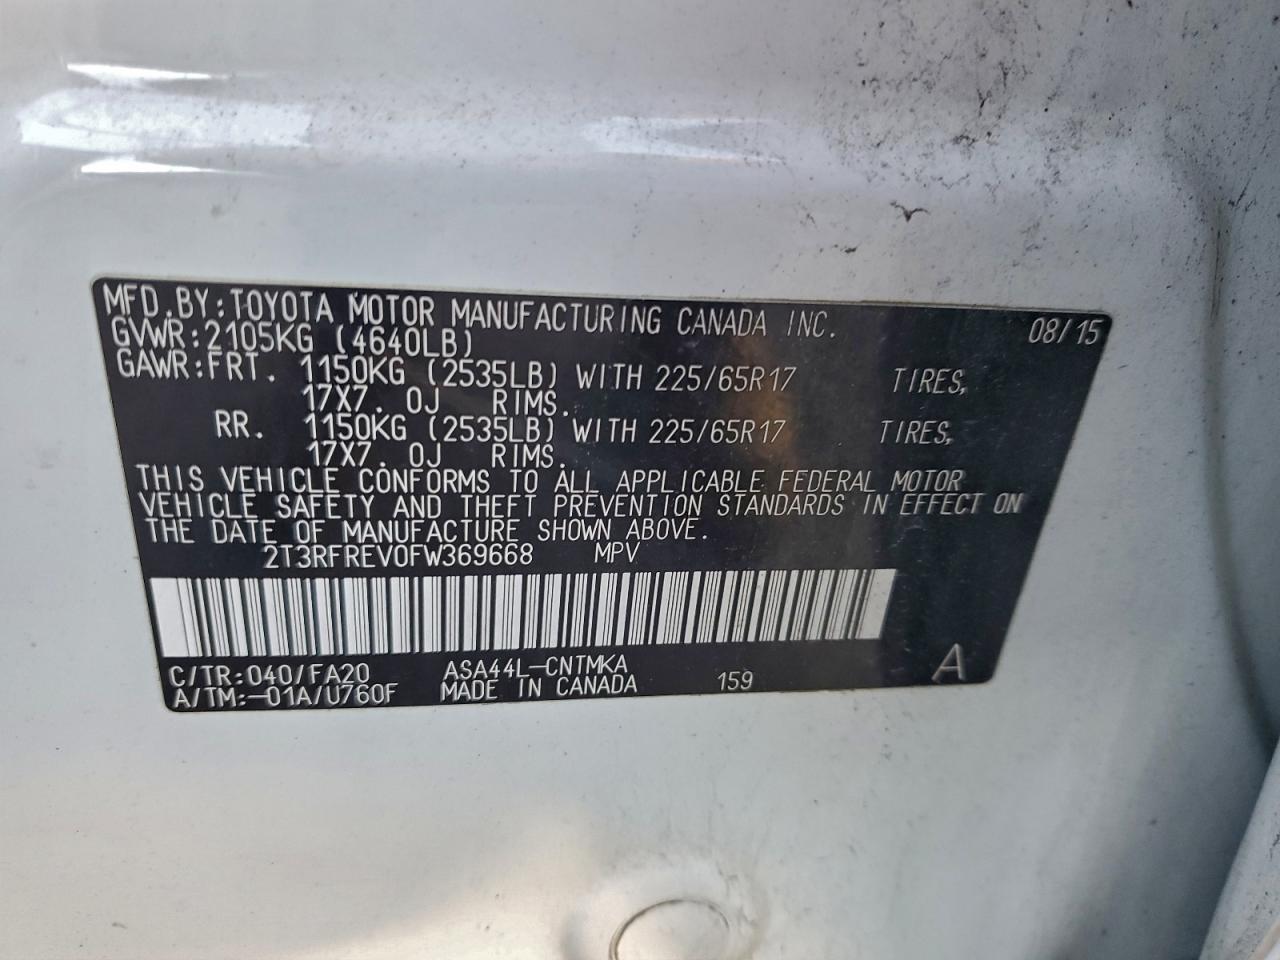 MFD.BY:TOYOTA MOTOR MANUFACTURING CANADA INC. 08/15
GVWR:2105KG (4640LB)
GAWR:FRT. 1150KG (2535LB) WITH 225/65R17 TIRES,
17X7.0J RIMS.
RR. 1150KG (2535LB) WITH 225/65R17 TIRES,
17X7.0J RIMS.
THIS VEHICLE CONFORMS TO ALL APPLICABLE FEDERAL MOTOR
VEHICLE SAFETY AND THEFT PREVENTION STANDARDS IN EFFECT ON
THE DATE OF MANUFACTURE SHOWN ABOVE.
2T3RFREV0FW369668 MPV
C/TR:040/FA20 ASA44L-CNTMKA
A/TM:-01A/U760F MADE IN CANADA 159 A